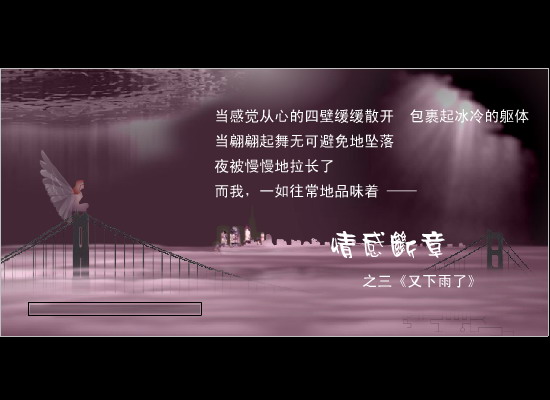 当感觉从心的四壁缓缓散开　包裹起冰冷的躯体
当翩翩起舞无可避免地坠落
夜被慢慢地拉长了
而我，一如往常地品味着 ——
情感斷章
之三《又下雨了》